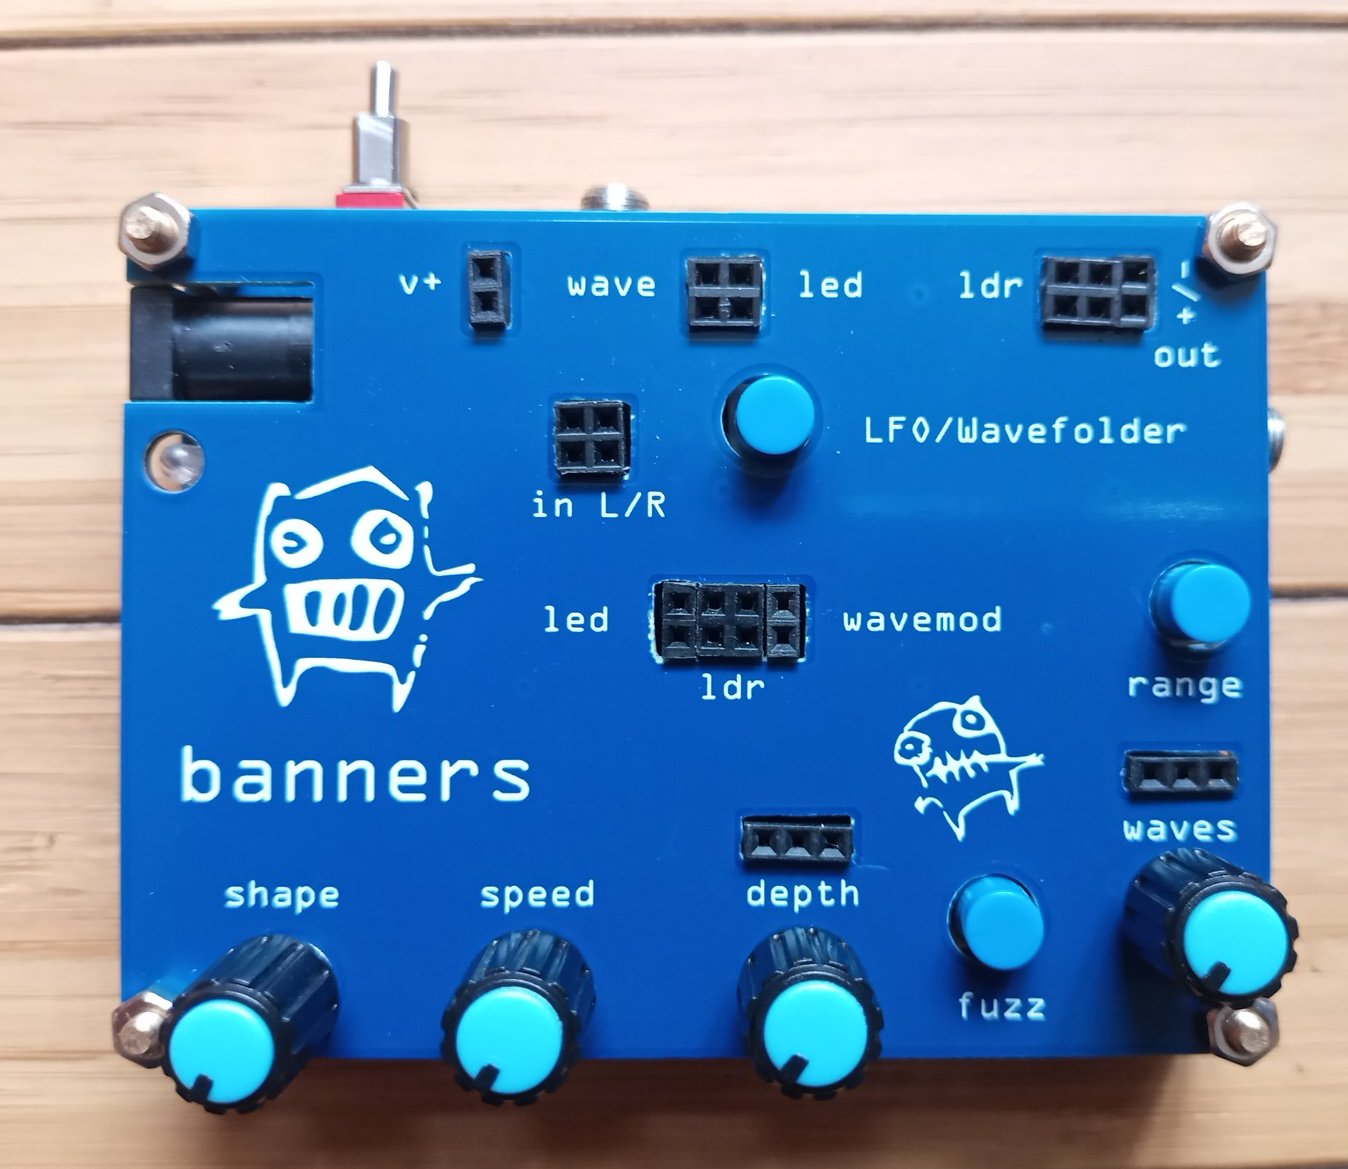 v+
wave
led
ldr
-/+
out
LFO/Wavefolder
in L/R
led
wavemod
ldr
range
banners
waves
shape
speed
depth
fuzz